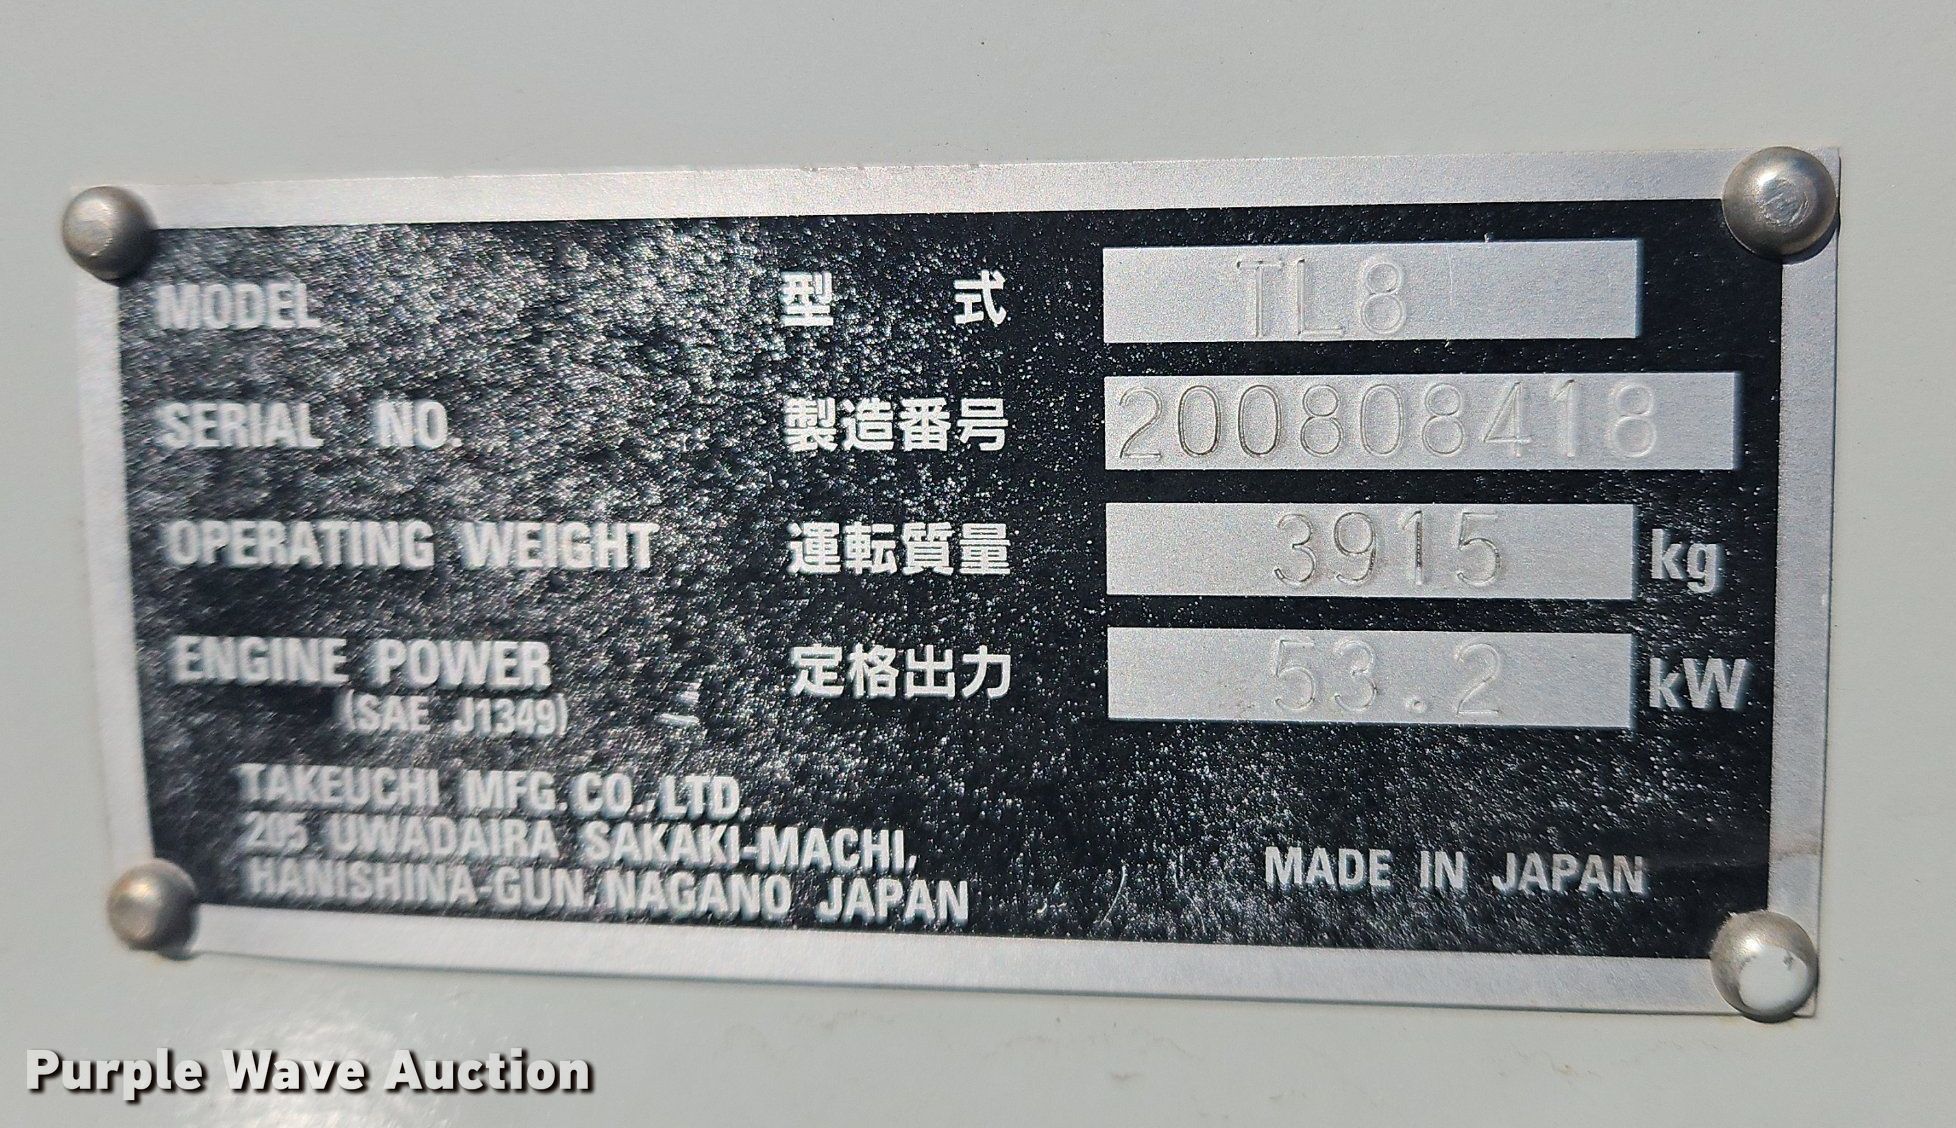 MODEL 型 式 TL8
SERIAL NO. 製造番号 200808418
OPERATING WEIGHT 運転質量 3915 kg
ENGINE POWER 定格出力 53.2 kW
(SAE J1349)
TAKEUCHI MFG. CO., LTD.
205 UWADAIRA SAKAKI-MACHI,
HANISHINA-GUN. NAGANO JAPAN
MADE IN JAPAN
Purple Wave Auction